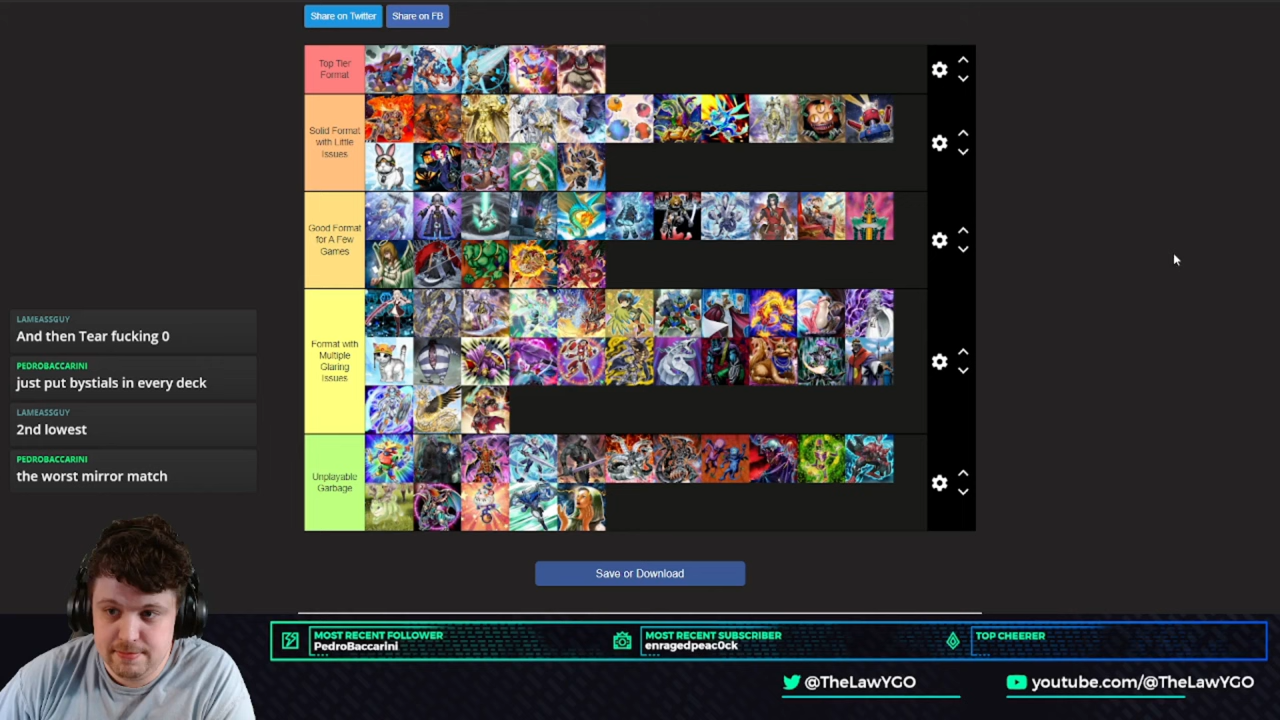 Share on Twitter
Share on FB
Top Tier
Format
Solid Format
with Little
Issues
Good Format
for A Few
Games
Format with
Multiple
Glaring
Issues
Unplayable
Garbage
Save or Download
LAMEASSGUY
And then Tear fucking 0
PEDROBACCARINI
just put bystials in every deck
LAMEASSGUY
2nd lowest
PEDROBACCARINI
the worst mirror match
MOST RECENT FOLLOWER
PedroBaccarini
MOST RECENT SUBSCRIBER
enragedpeac0ck
TOP CHEERER
@TheLawYGO
youtube.com/@TheLawYGO